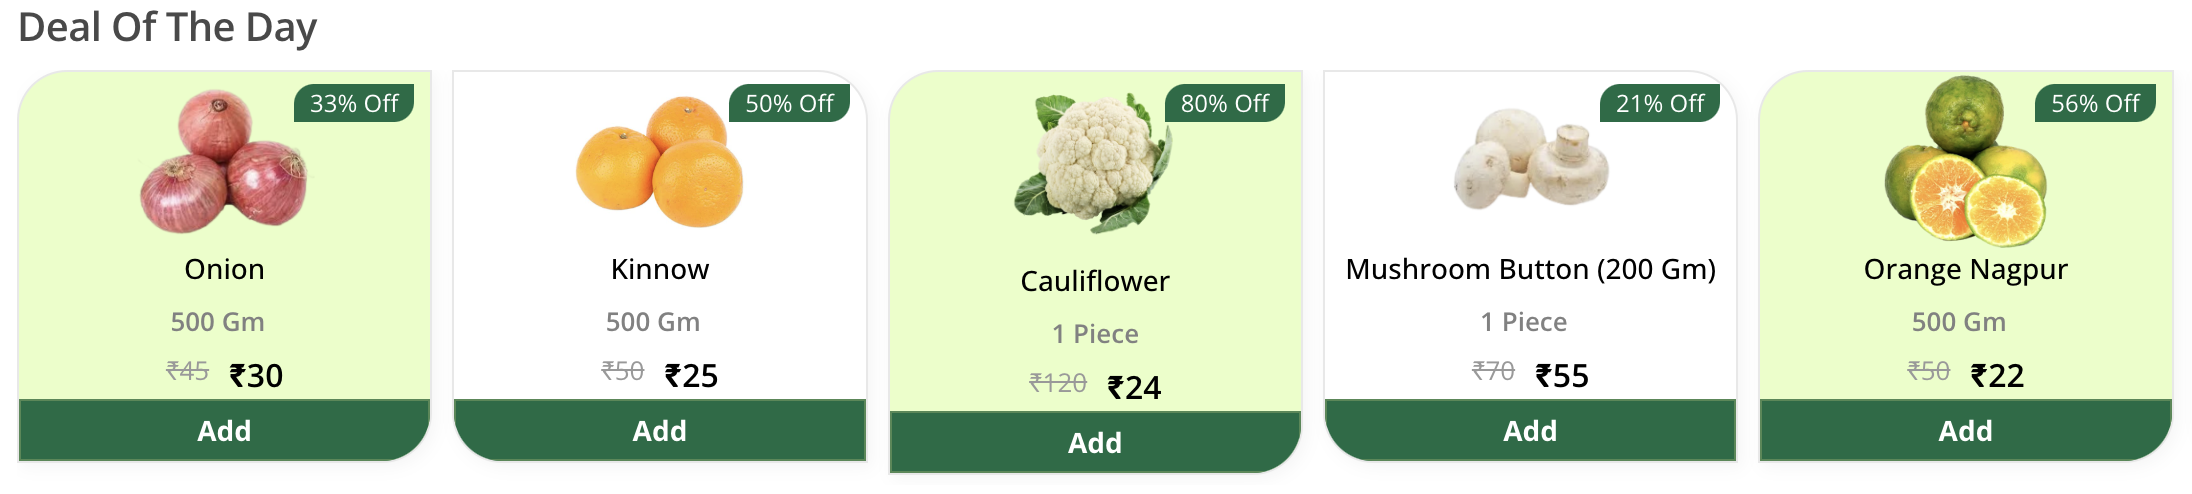 Deal Of The Day
33% Off
Onion
500 Gm
₹45 ₹30
Add
50% Off
Kinnow
500 Gm
₹50 ₹25
Add
80% Off
Cauliflower
1 Piece
₹120 ₹24
Add
21% Off
Mushroom Button (200 Gm)
1 Piece
₹70 ₹55
Add
56% Off
Orange Nagpur
500 Gm
₹50 ₹22
Add